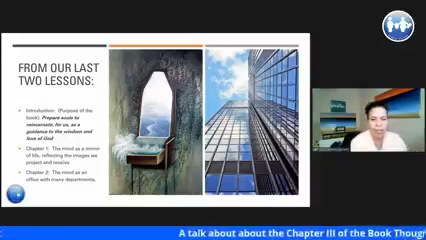 FROM OUR LAST
TWO LESSONS:
Introduction: (Purpose of the
book): Prepare souls to
reincarnate, for us, as a
guidance to the wisdom and
love of God
Chapter 1: The mind as a mirror
of life, reflecting the images we
project and receive
Chapter 2: The mind as an
office with many departments.
A talk about about the Chapter III of the Book Thoug